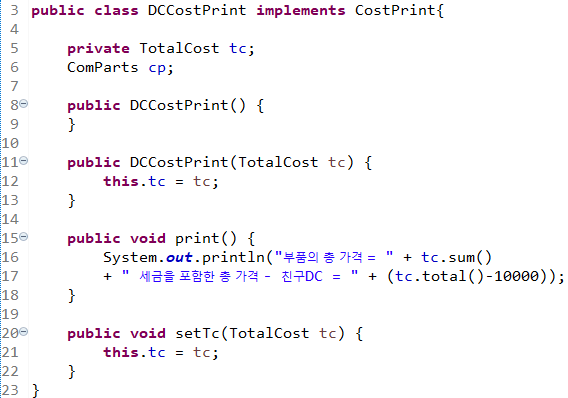 3 public class DCCostPrint implements CostPrint{
4
5     private TotalCost tc;
6     ComParts cp;
7
8     public DCCostPrint() {
9     }
10
11     public DCCostPrint(TotalCost tc) {
12         this.tc = tc;
13     }
14
15     public void print() {
16         System.out.println("부품의 총 가격 = " + tc.sum()
17         + " 세금을 포함한 총 가격 - 친구DC = " + (tc.total()-10000));
18     }
19
20     public void setTc(TotalCost tc) {
21         this.tc = tc;
22     }
23 }